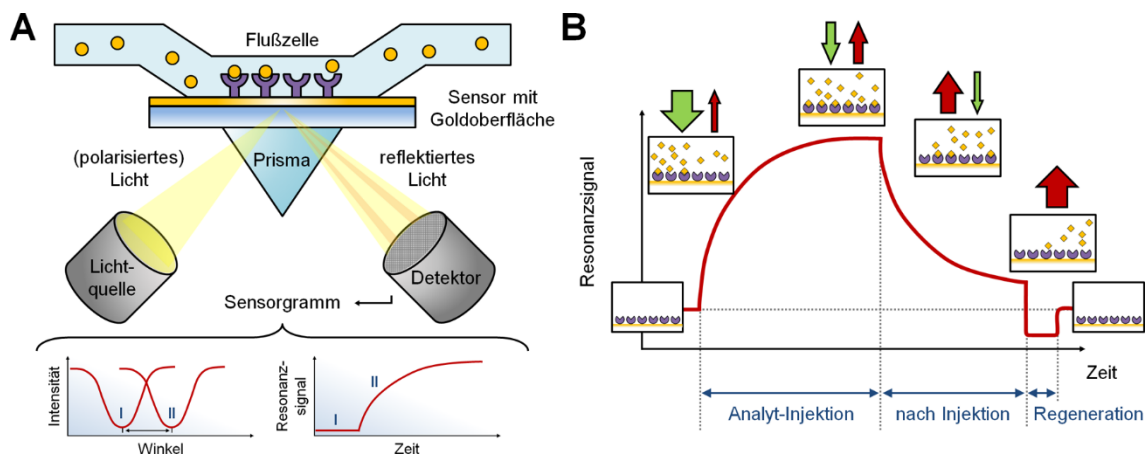 A
Flußzelle
Sensor mit
Goldoberfläche
(polarisiertes)
Licht
Prisma
reflektiertes
Licht
Licht-
quelle
Detektor
Sensorgramm
Intensität
I
II
Winkel
Resonanz-
signal
I
II
Zeit
B
Resonanzsignal
Zeit
Analyt-Injektion
nach Injektion
Regeneration